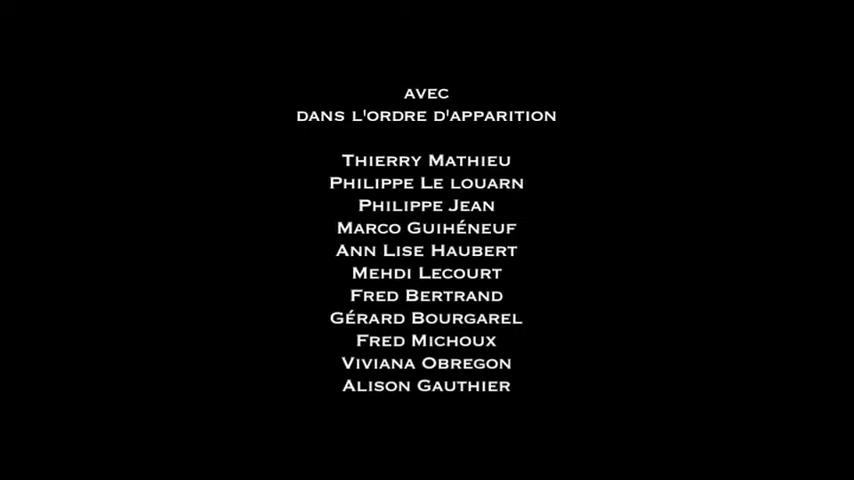 AVEC
DANS L'ORDRE D'APPARITION
THIERRY MATHIEU
PHILIPPE LE LOUARN
PHILIPPE JEAN
MARCO GUIHÉNEUF
ANN LISE HAUBERT
MEHDI LECOURT
FRED BERTRAND
GÉRARD BOURGAREL
FRED MICHOUX
VIVIANA OBREGON
ALISON GAUTHIER